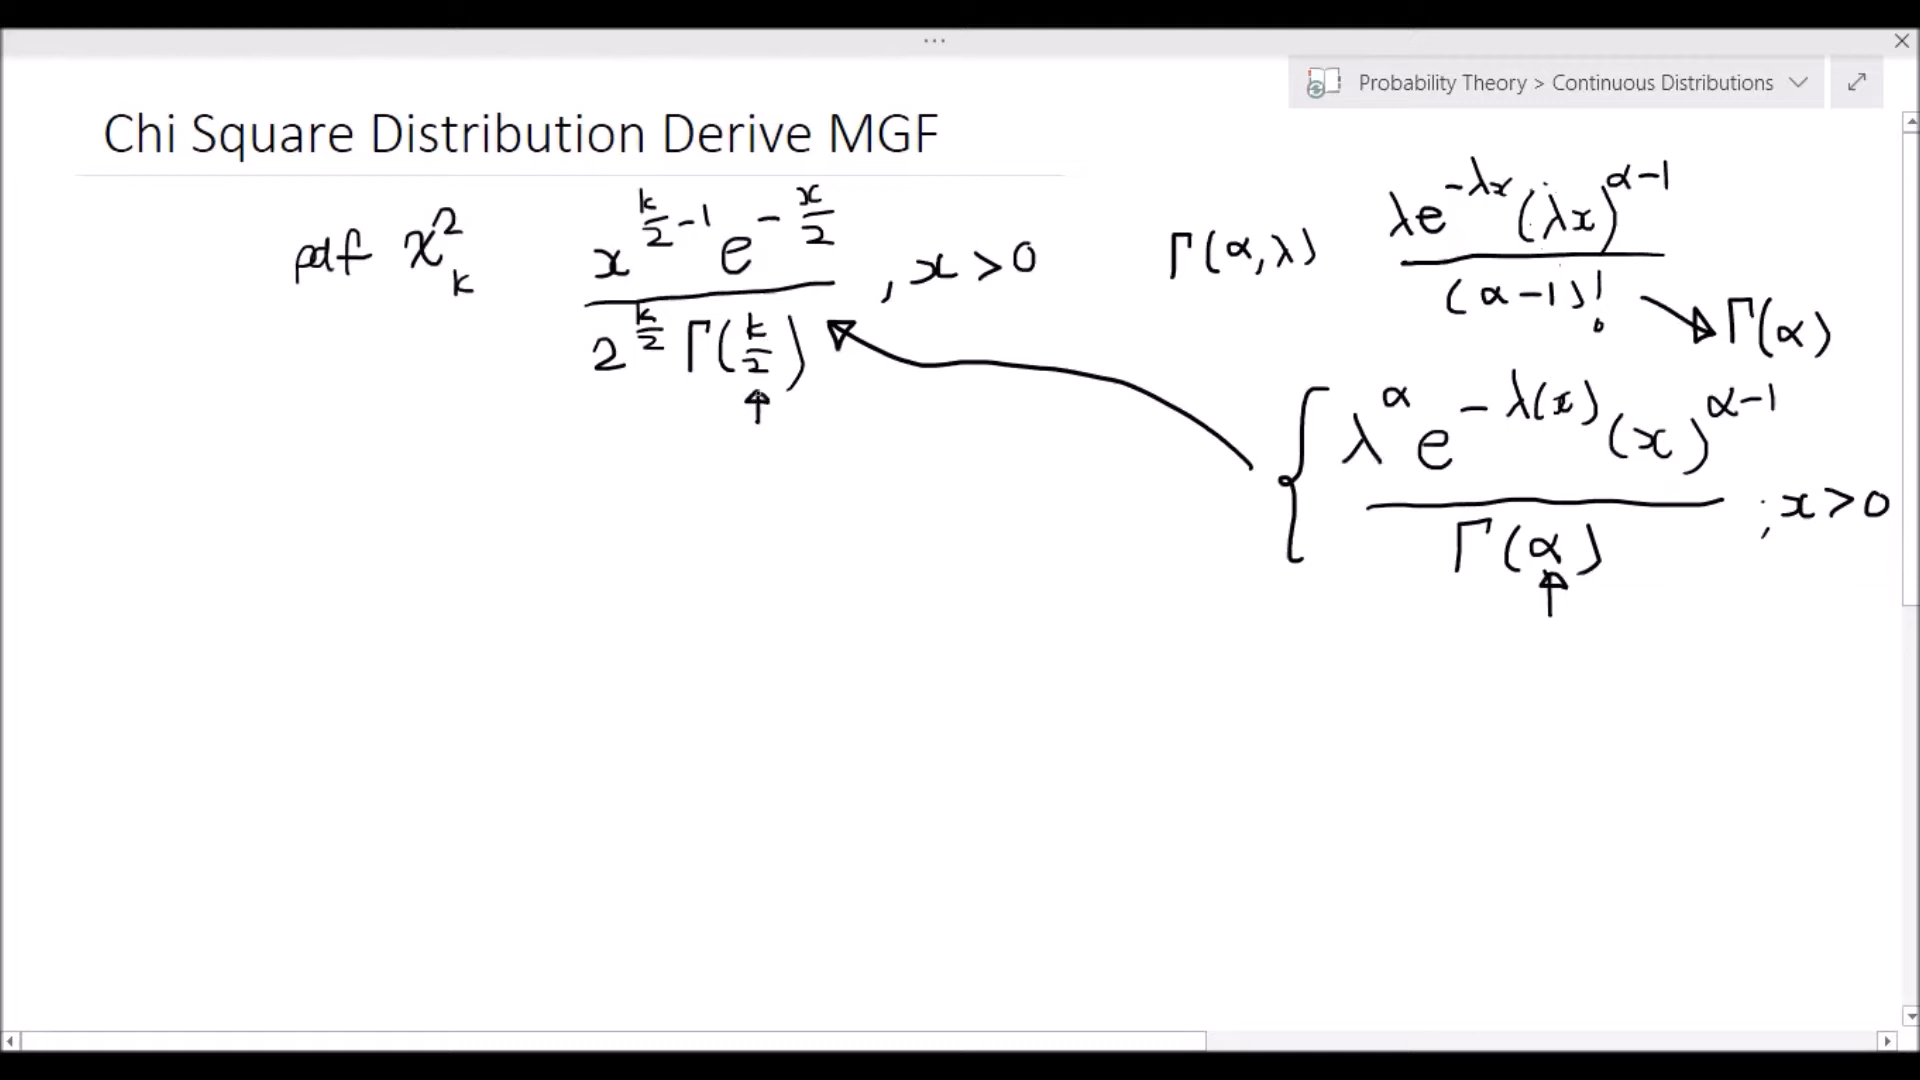 Probability Theory > Continuous Distributions
Chi Square Distribution Derive MGF
pdf χ²ₖ x^(k/2 -1) e^(-x/2) / 2^(k/2) Γ(k/2) , x > 0
Γ(α,λ) λe^(-λx) (λx)^(α-1) / (α-1)! Γ(α)
λ^α e^(-λ(x)) (x)^(α-1) / Γ(α) ; x > 0